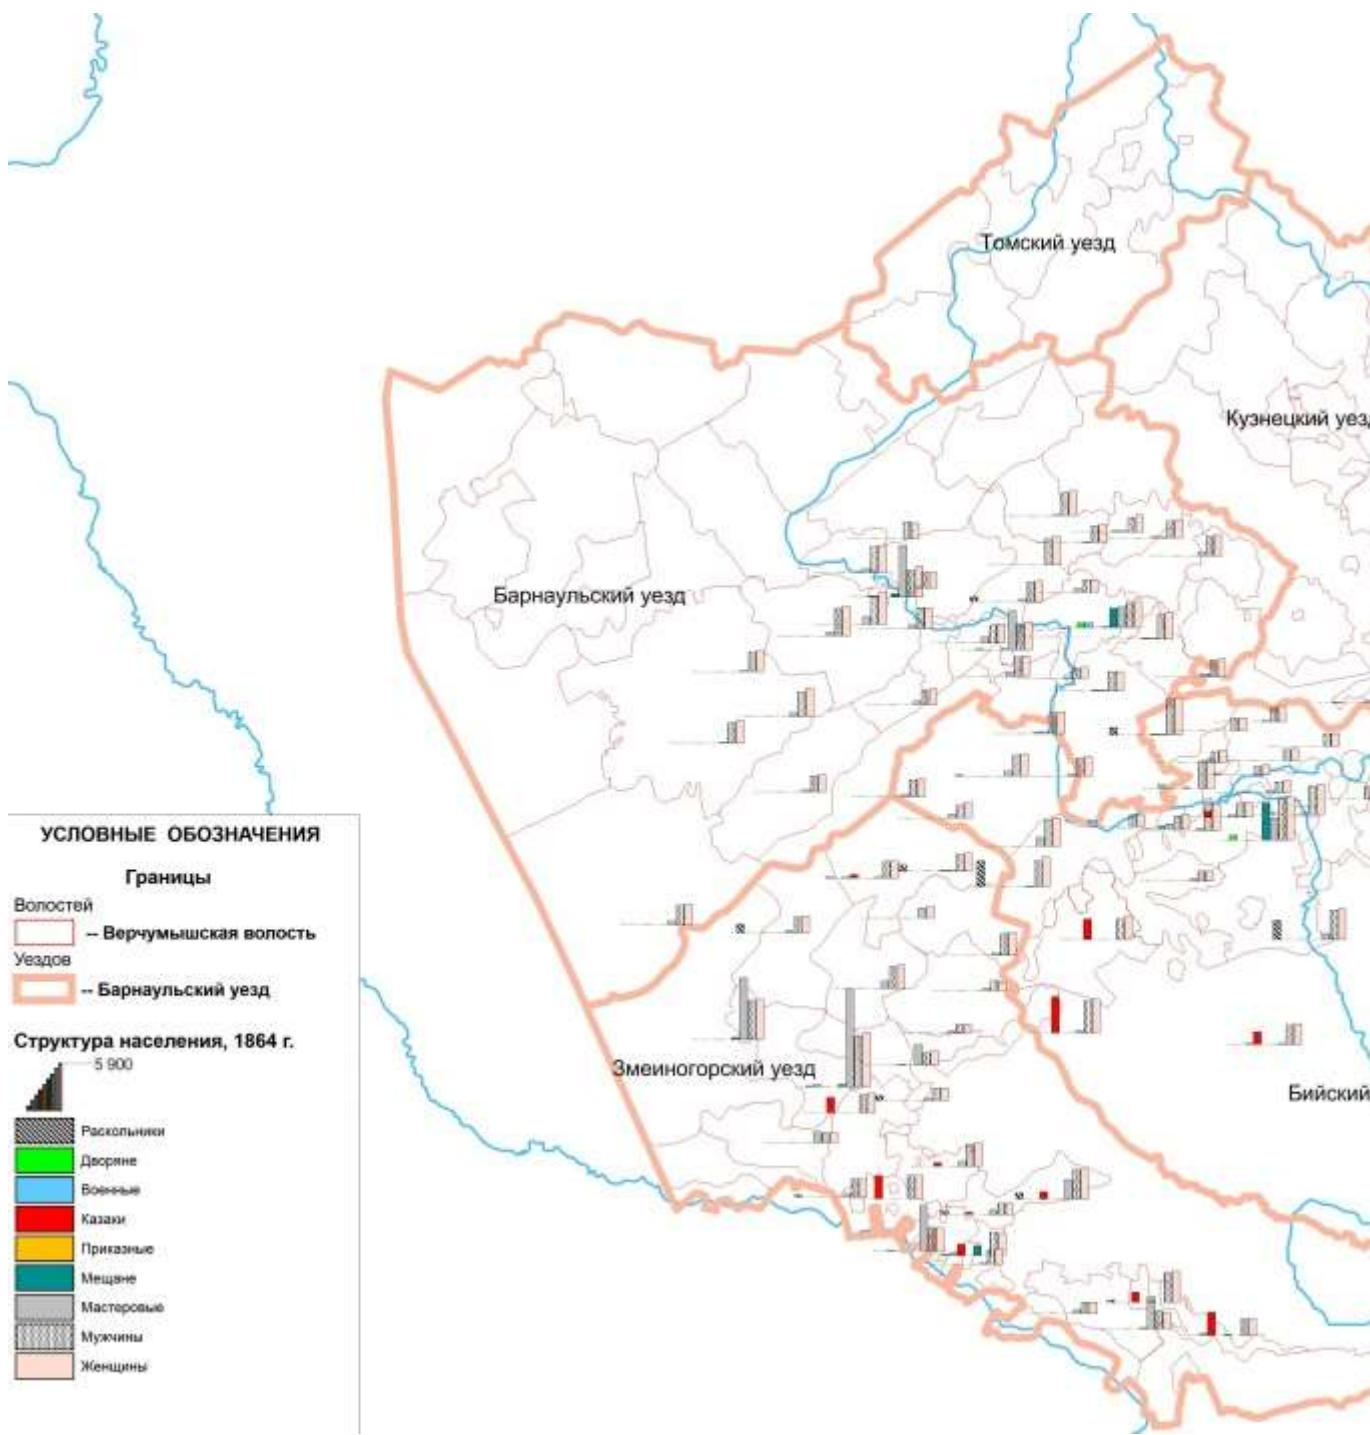 Томский уезд
Кузнецкий уезд
Барнаульский уезд
Змеиногорский уезд
Бийский
УСЛОВНЫЕ ОБОЗНАЧЕНИЯ
Границы
Волостей
-- Верчумышская волость
Уездов
-- Барнаульский уезд
Структура населения, 1864 г.
5 900
Раскольники
Дворяне
Военные
Казаки
Приказные
Мещане
Мастеровые
Мужчины
Женщины